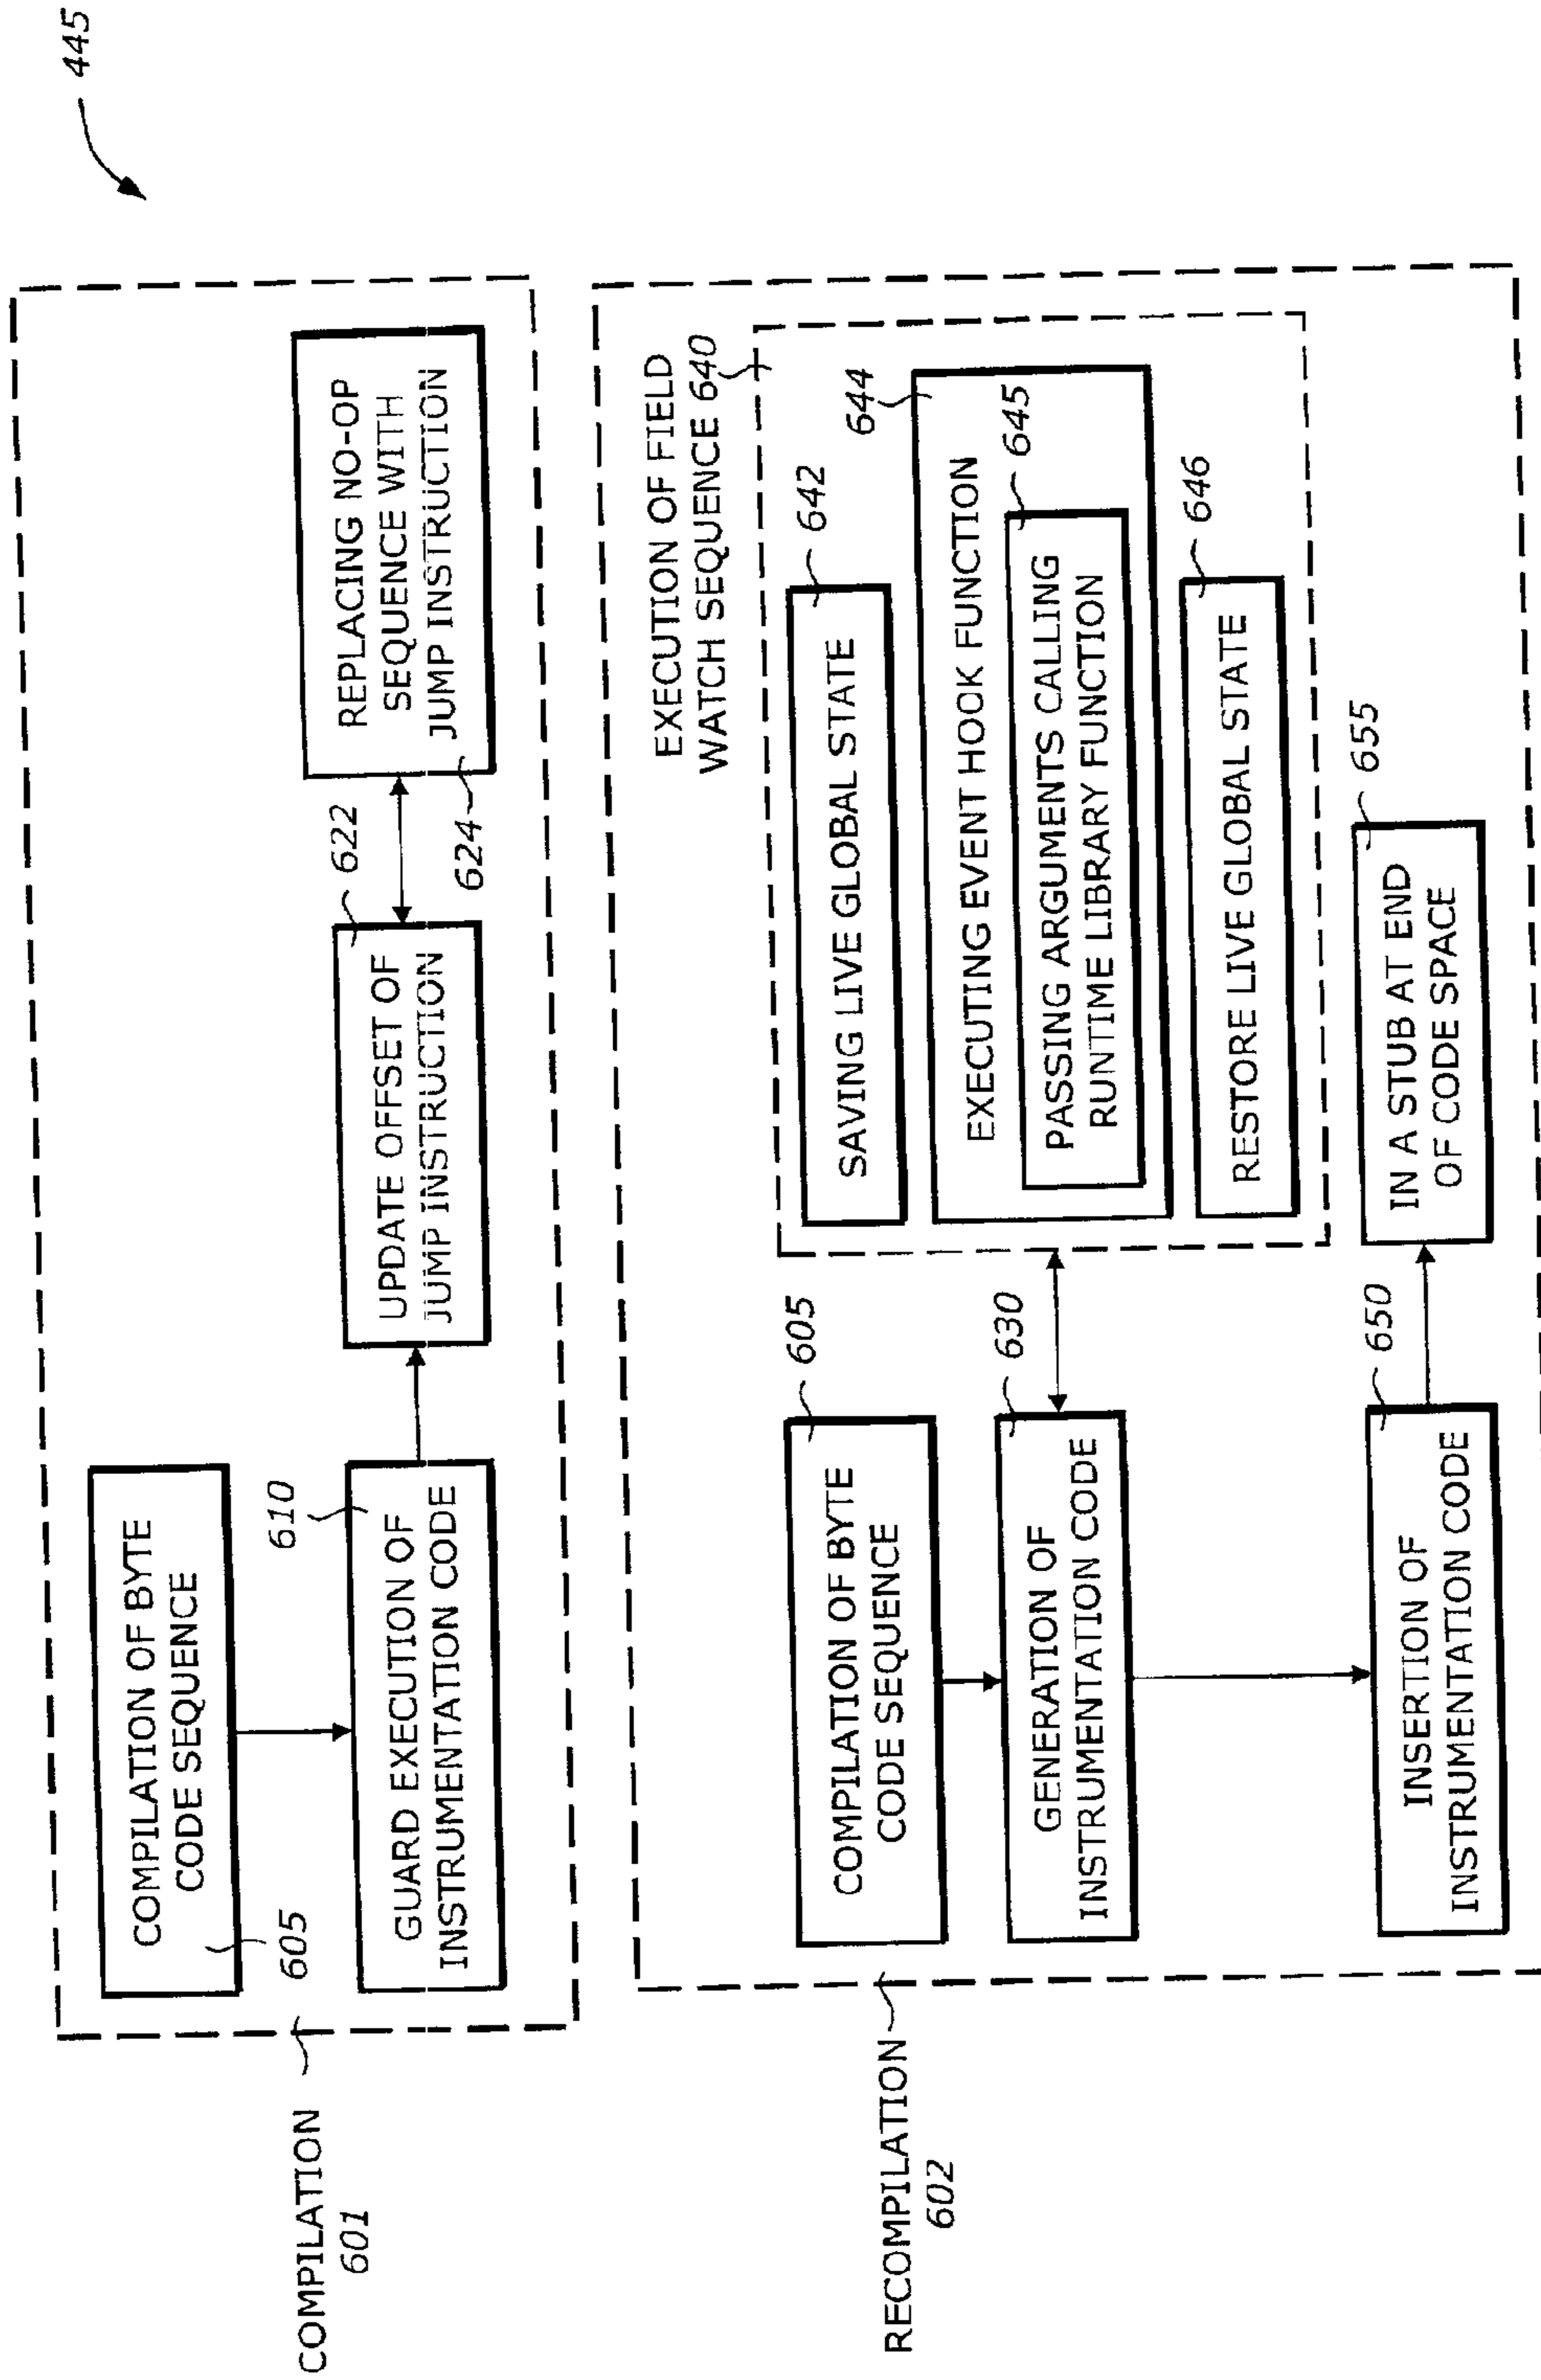 445
COMPILATION
601
COMPILATION OF BYTE
CODE SEQUENCE
605
610
GUARD EXECUTION OF
INSTRUMENTATION CODE
622
UPDATE OFFSET OF
JUMP INSTRUCTION
624
REPLACING NO-OP
SEQUENCE WITH
JUMP INSTRUCTION
RECOMPILATION
602
COMPILATION OF BYTE
CODE SEQUENCE
605
GENERATION OF
INSTRUMENTATION CODE
630
INSERTION OF
INSTRUMENTATION CODE
650
EXECUTION OF FIELD
WATCH SEQUENCE 640
SAVING LIVE GLOBAL STATE
642
644
EXECUTING EVENT HOOK FUNCTION
645
PASSING ARGUMENTS CALLING
RUNTIME LIBRARY FUNCTION
646
RESTORE LIVE GLOBAL STATE
IN A STUB AT END
OF CODE SPACE
655